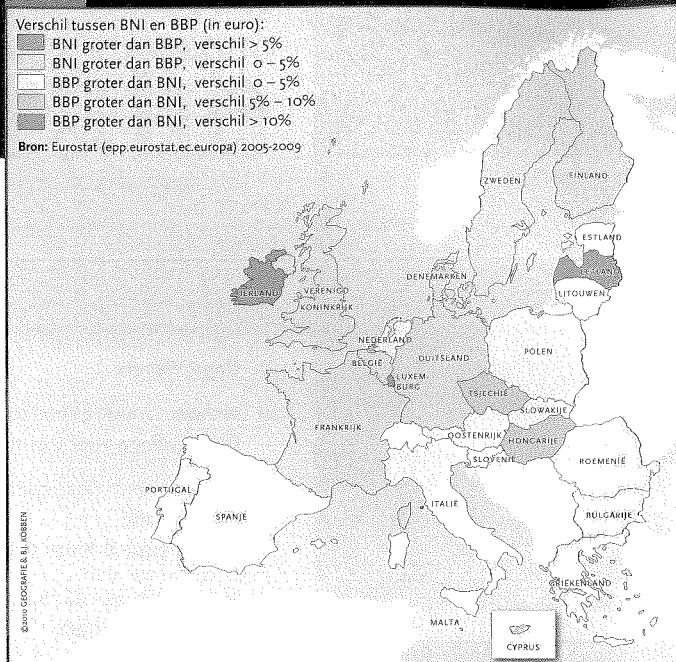 Verschil tussen BNI en BBP (in euro):
BNI groter dan BBP, verschil > 5%
BNI groter dan BBP, verschil 0 – 5%
BBP groter dan BNI, verschil 0 – 5%
BBP groter dan BNI, verschil 5% – 10%
BBP groter dan BNI, verschil > 10%
Bron: Eurostat (epp.eurostat.ec.europa) 2005-2009
ZWEDEN
FINLAND
ESTLAND
LETLAND
LITOUWEN
DENEMARKEN
IERLAND
VERENIGD
KONINKRIJK
NEDERLAND
BELGIË
DUITSLAND
POLEN
LUXEM-
BURG
TSJECHIË
SLOWAKIJE
FRANKRIJK
OOSTENRIJK
HONGARIJE
SLOVENIË
ROEMENIË
PORTUGAL
SPANJE
ITALIË
BULGARIJE
GRIEKENLAND
MALTA
CYPRUS
©2010 GEOGRAFIE & B.J. KÖBBEN